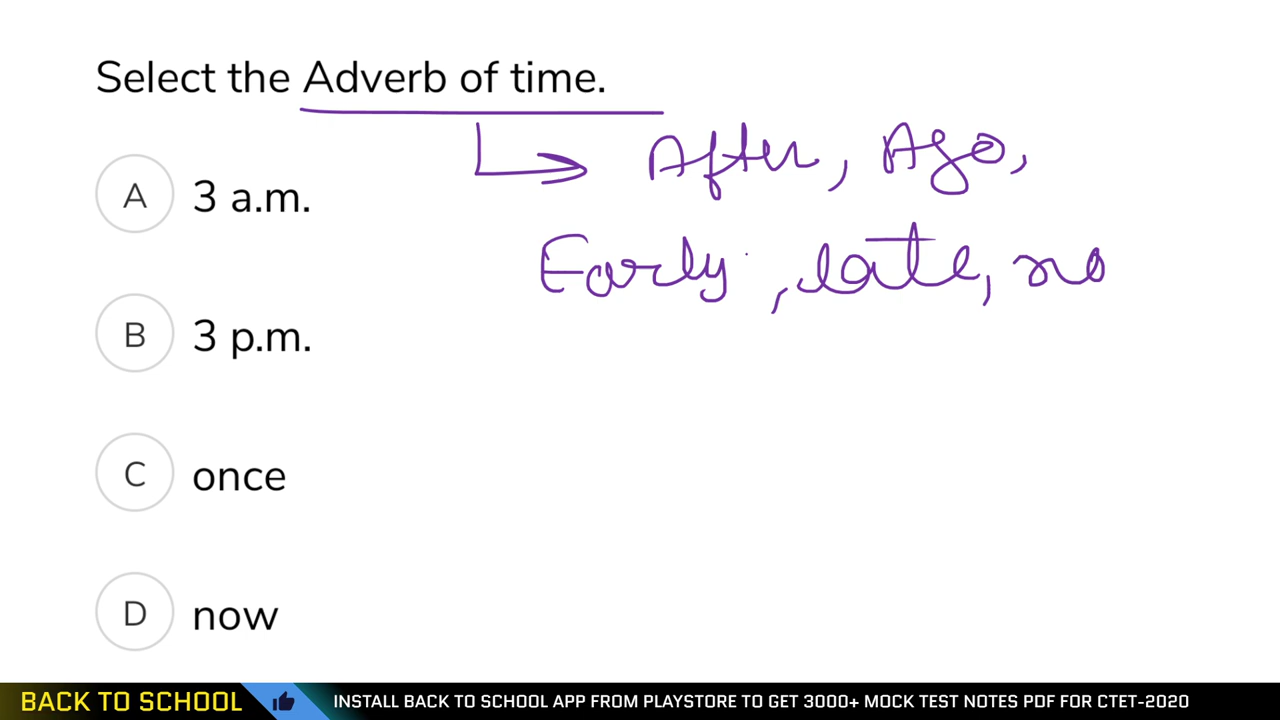 Select the Adverb of time.
After, Ago,
Early, late, no
A 3 a.m.
B 3 p.m.
C once
D now
BACK TO SCHOOL INSTALL BACK TO SCHOOL APP FROM PLAYSTORE TO GET 3000+ MOCK TEST NOTES PDF FOR CTET-2020